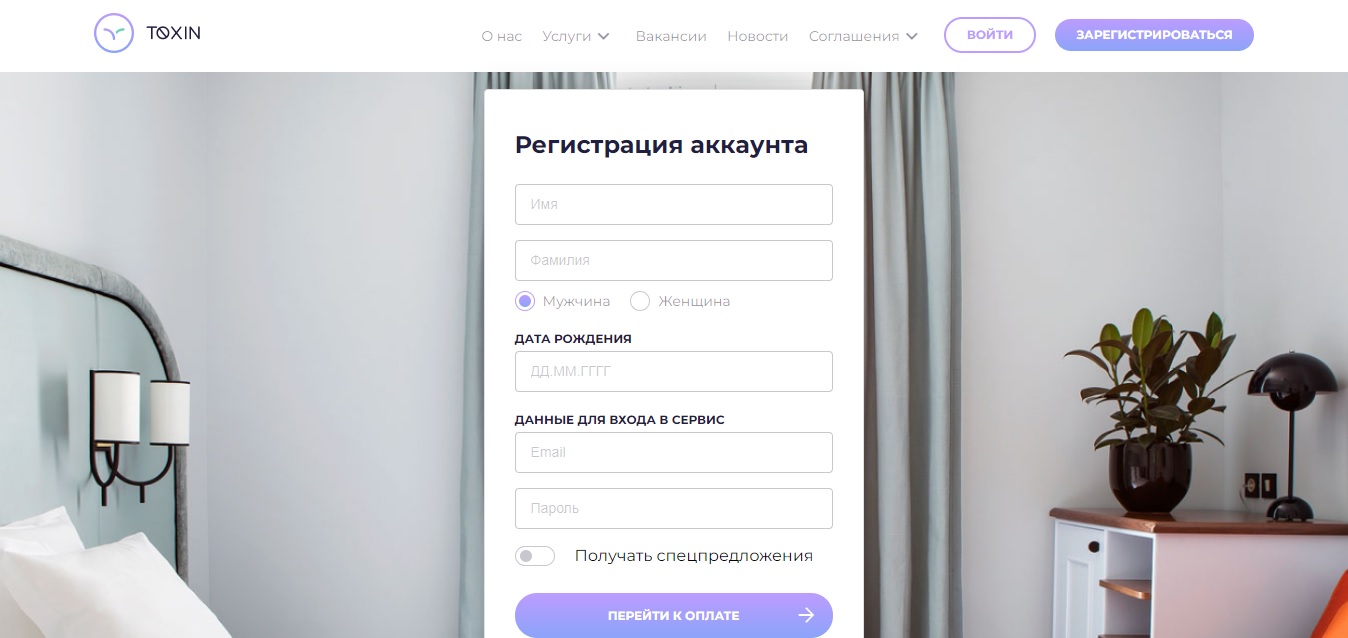 TOXIN
О нас Услуги Вакансии Новости Соглашения ВОЙТИ ЗАРЕГИСТРИРОВАТЬСЯ
Регистрация аккаунта
Имя
Фамилия
Мужчина Женщина
ДАТА РОЖДЕНИЯ
ДД.ММ.ГГГГ
ДАННЫЕ ДЛЯ ВХОДА В СЕРВИС
Email
Пароль
Получать спецпредложения
ПЕРЕЙТИ К ОПЛАТЕ